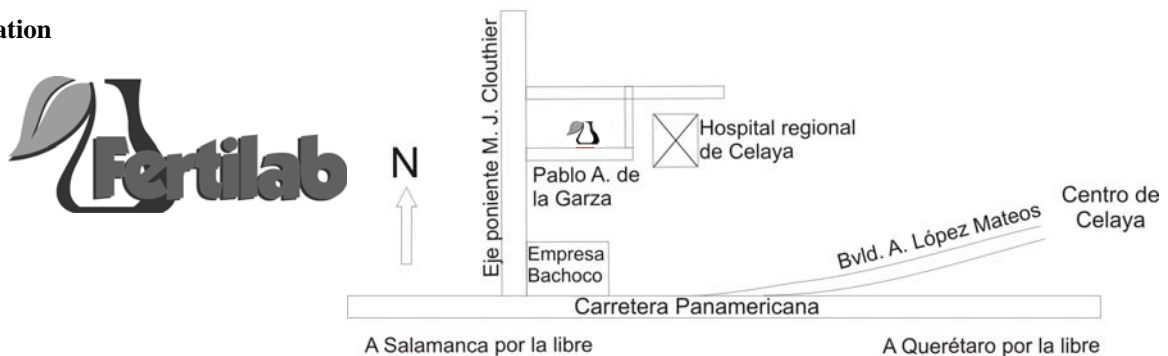 ation
Fertilab
N
Eje poniente M. J. Clouthier
Hospital regional
de Celaya
Pablo A. de
la Garza
Centro de
Celaya
Bvld. A. López Mateos
Empresa
Bachoco
Carretera Panamericana
A Salamanca por la libre
A Querétaro por la libre